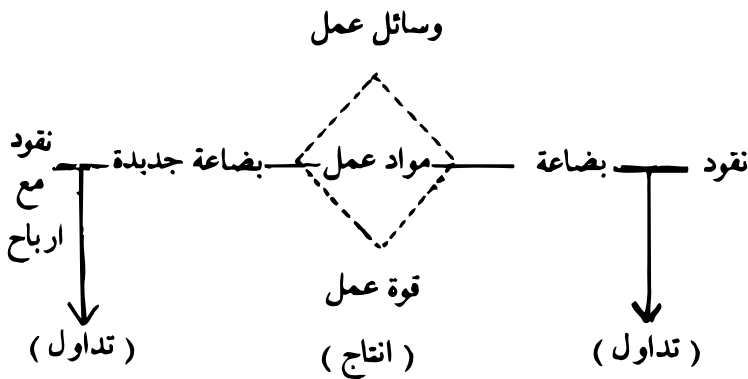 وسائل عمل
نقود — بضاعة — مواد عمل — بضاعة جديدة — نقود
مع
ارباح
قوة عمل
( تداول ) ( انتاج ) ( تداول )